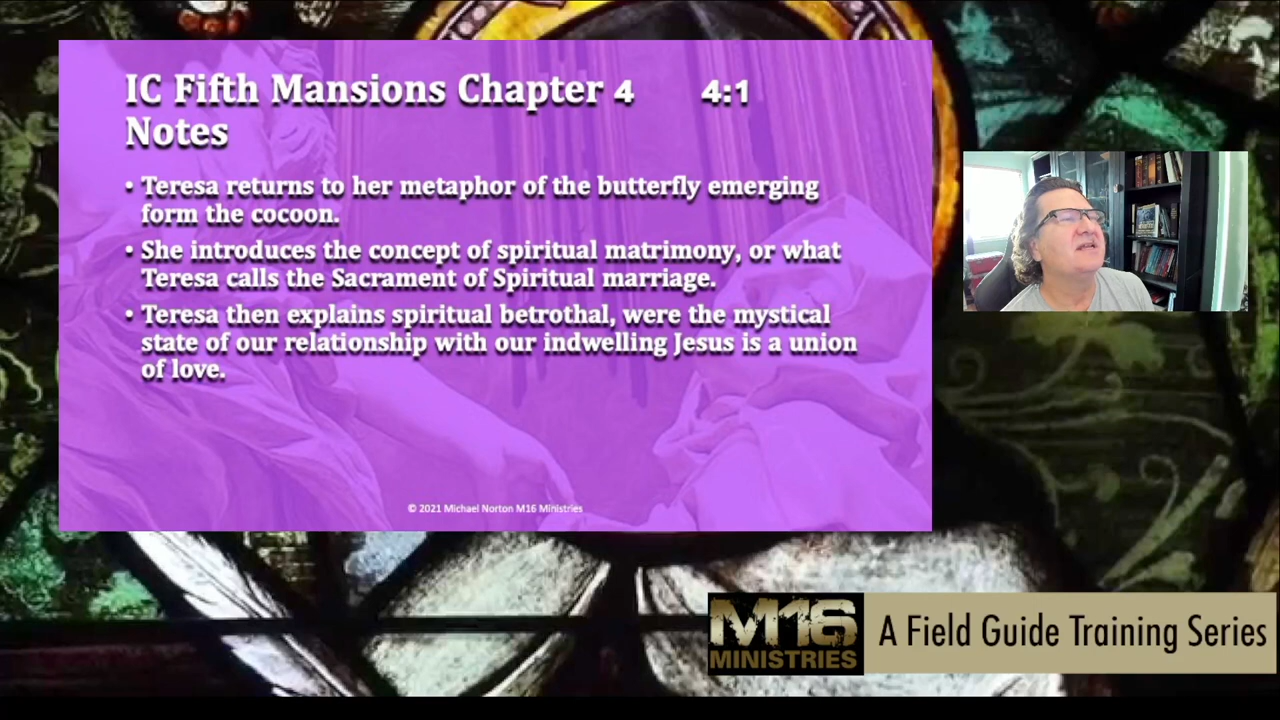 IC Fifth Mansions Chapter 4 4:1
Notes
• Teresa returns to her metaphor of the butterfly emerging
form the cocoon.
• She introduces the concept of spiritual matrimony, or what
Teresa calls the Sacrament of Spiritual marriage.
• Teresa then explains spiritual betrothal, were the mystical
state of our relationship with our indwelling Jesus is a union
of love.
© 2021 Michael Norton M16 Ministries
M16
MINISTRIES
A Field Guide Training Series